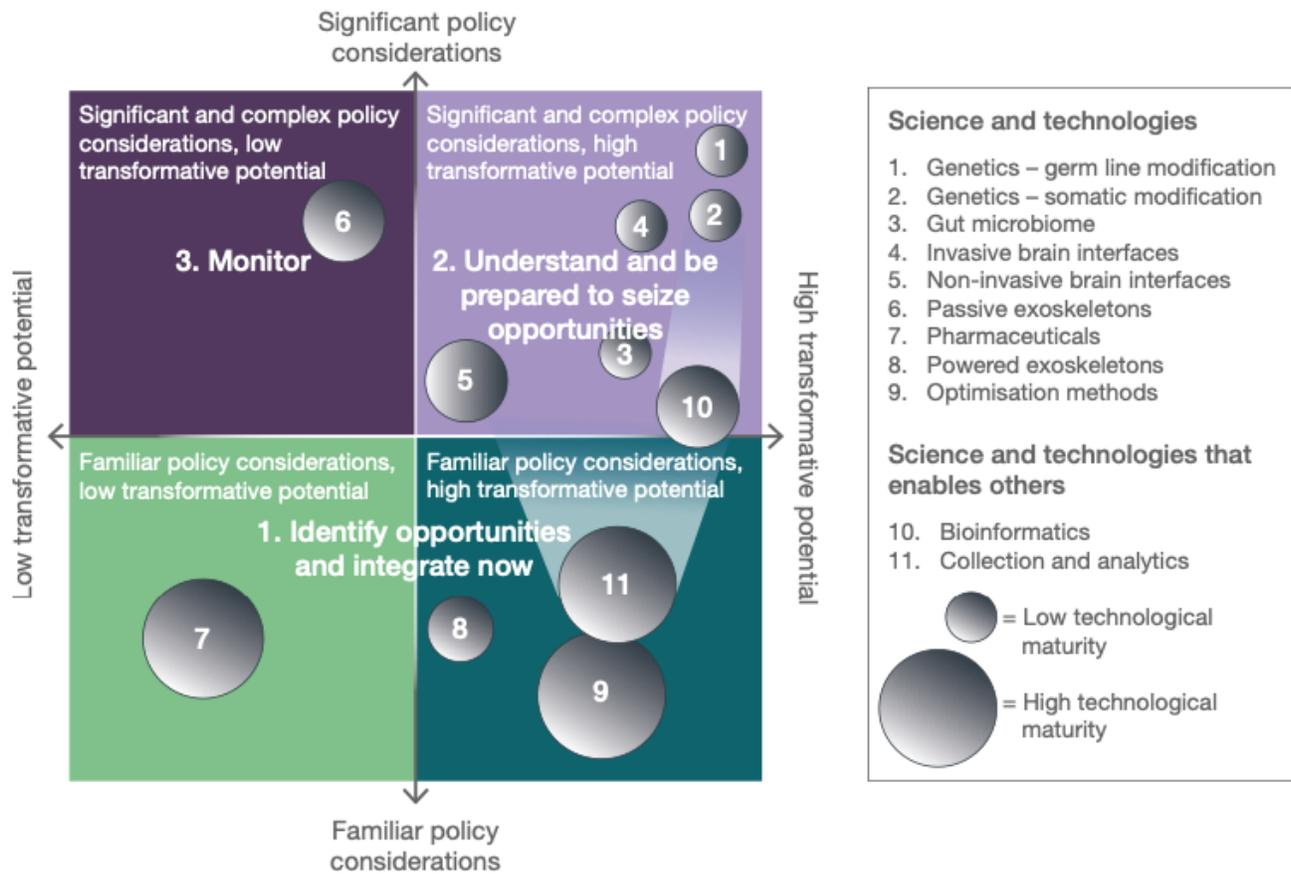 Significant policy
considerations
Significant and complex policy
considerations, low
transformative potential
6
3. Monitor
Significant and complex policy
considerations, high
transformative potential
1
2
4
2. Understand and be
prepared to seize
opportunities
3
5
10
Low transformative potential
High transformative potential
Familiar policy considerations,
low transformative potential
Familiar policy considerations,
high transformative potential
1. Identify opportunities
and integrate now
7
8
11
9
Familiar policy
considerations
Science and technologies
1. Genetics – germ line modification
2. Genetics – somatic modification
3. Gut microbiome
4. Invasive brain interfaces
5. Non-invasive brain interfaces
6. Passive exoskeletons
7. Pharmaceuticals
8. Powered exoskeletons
9. Optimisation methods
Science and technologies that
enables others
10. Bioinformatics
11. Collection and analytics
= Low technological
maturity
= High technological
maturity